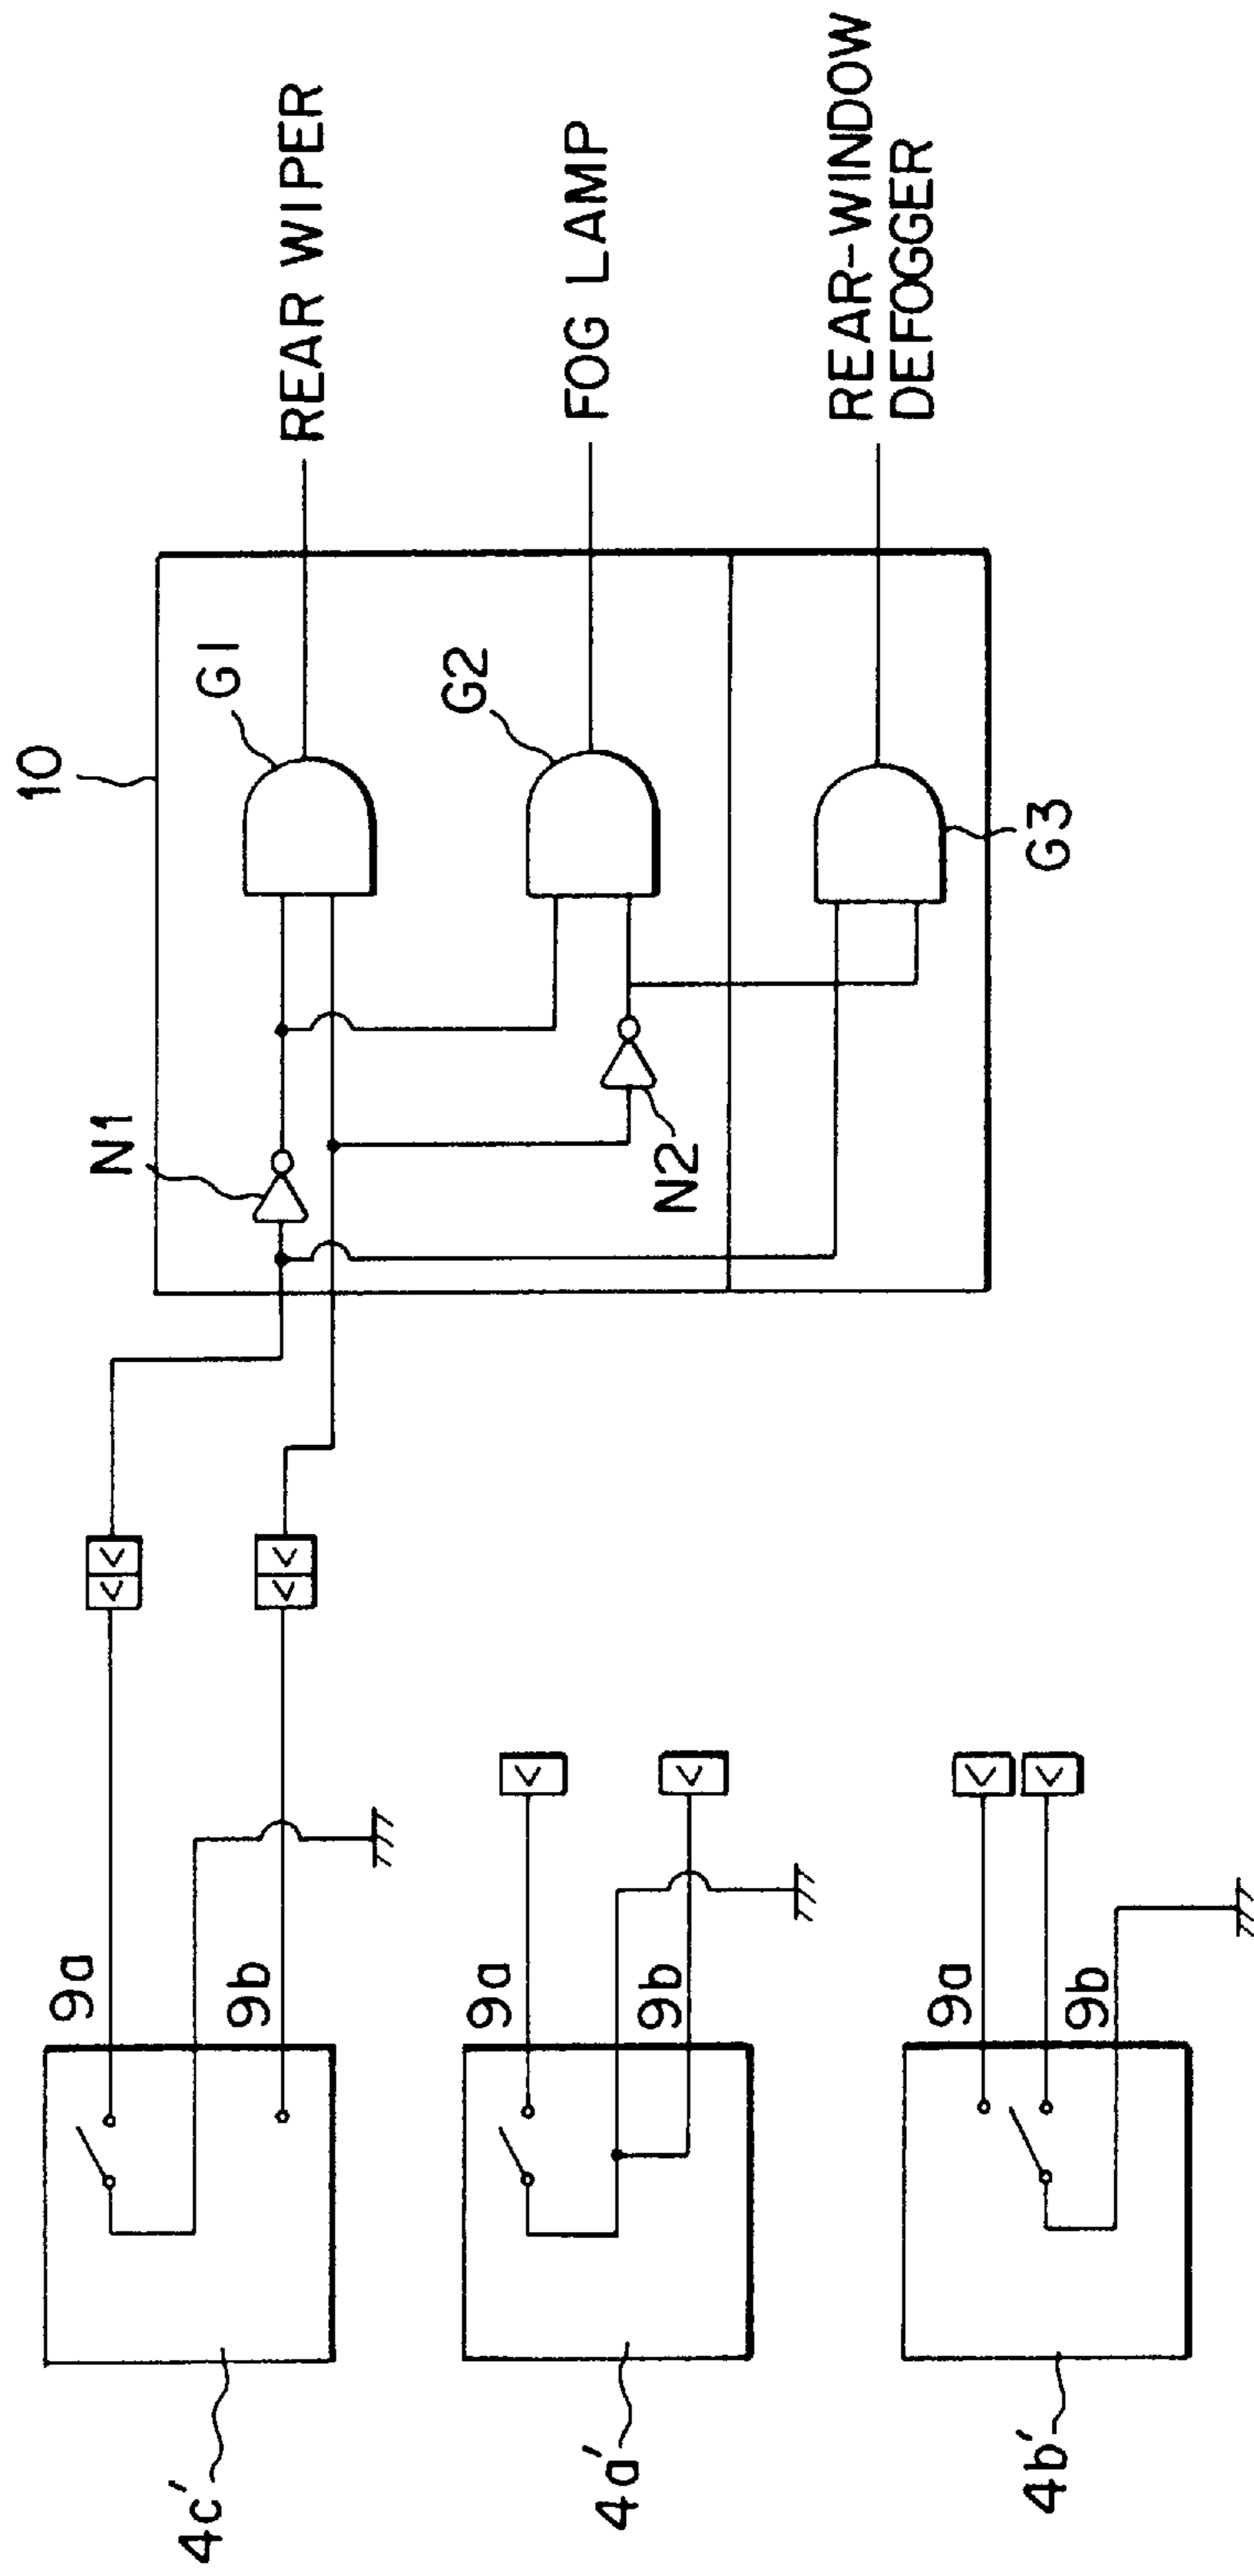 10
REAR WIPER
G1
N1
G2
FOG LAMP
N2
REAR-WINDOW
DEFOGGER
G3
9a
9b
4c′
9a
9b
4a′
9a
9b
4b′